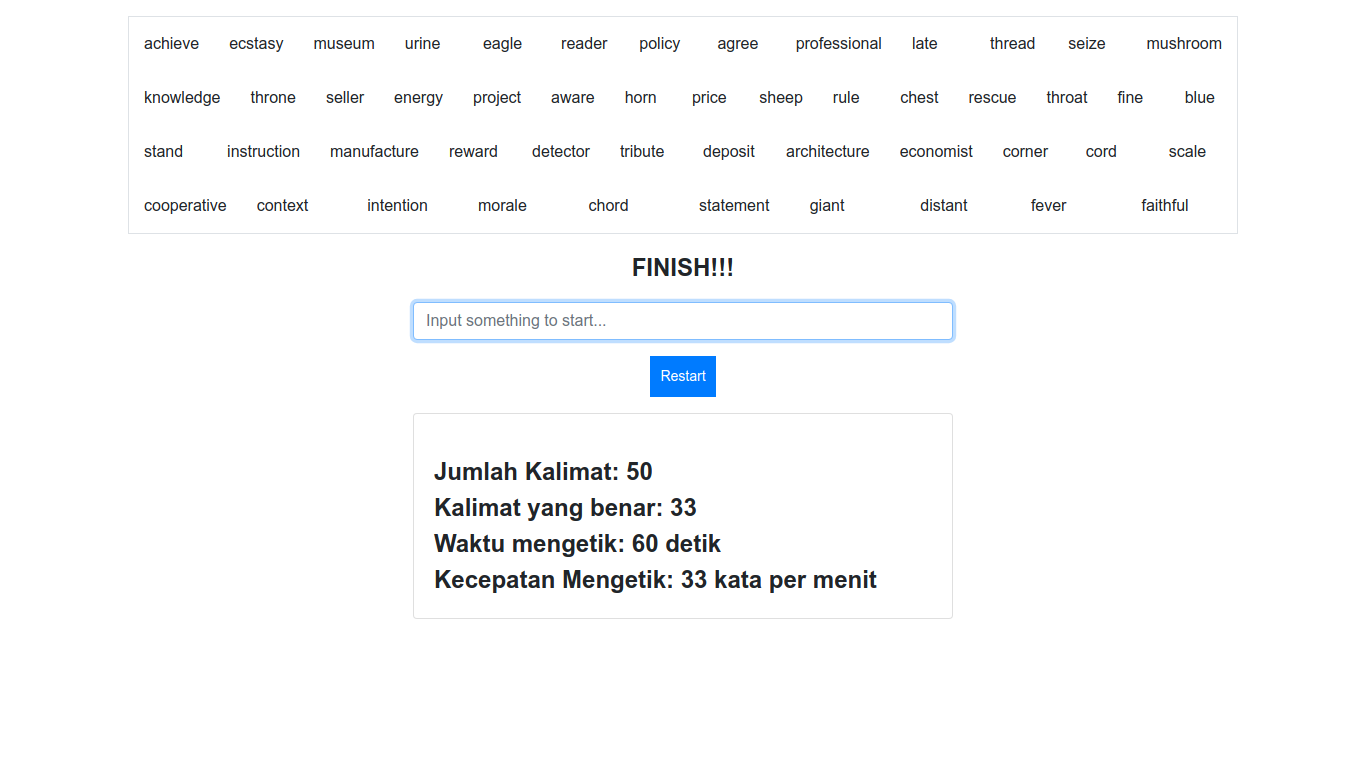 achieve ecstasy museum urine eagle reader policy agree professional late thread seize mushroom
knowledge throne seller energy project aware horn price sheep rule chest rescue throat fine blue
stand instruction manufacture reward detector tribute deposit architecture economist corner cord scale
cooperative context intention morale chord statement giant distant fever faithful
FINISH!!!
Input something to start...
Restart
Jumlah Kalimat: 50
Kalimat yang benar: 33
Waktu mengetik: 60 detik
Kecepatan Mengetik: 33 kata per menit